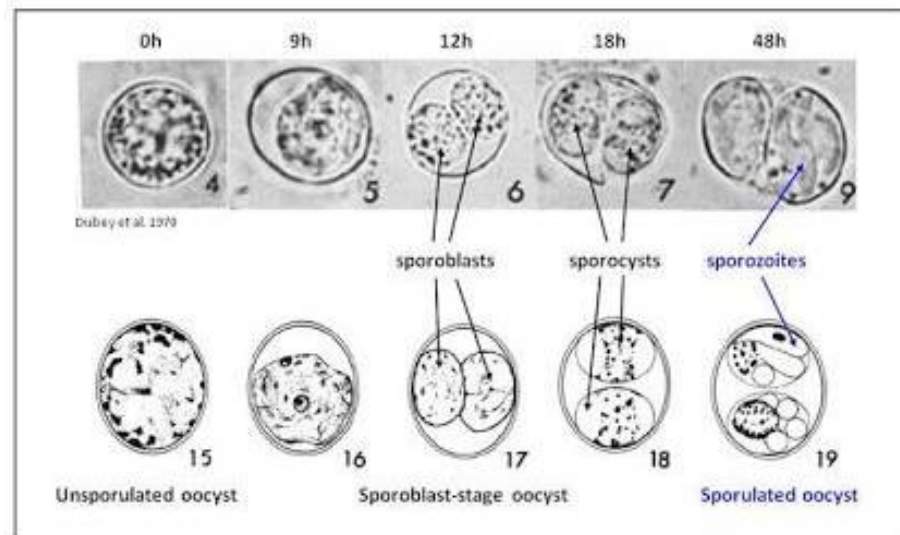 0h 9h 12h 18h 48h
4 5 6 7 9
Dubey et al. 1970
sporoblasts sporocysts sporozoites
15 16 17 18 19
Unsporulated oocyst Sporoblast-stage oocyst Sporulated oocyst